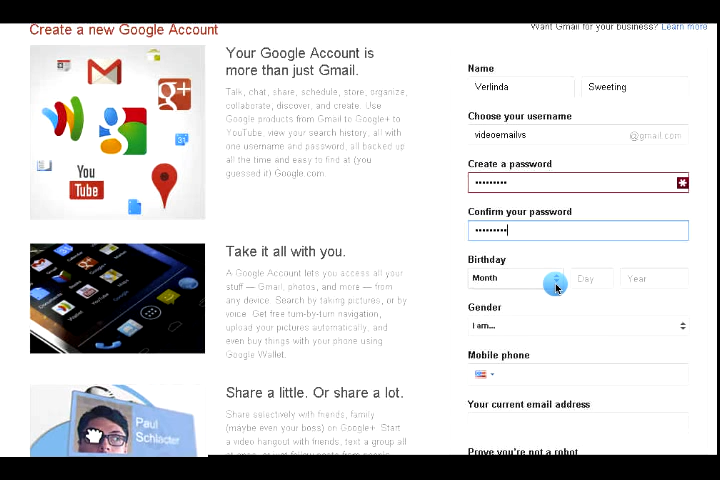 Create a new Google Account
Want Gmail for your business? Learn more
Your Google Account is
more than just Gmail.
Talk, chat, share, schedule, store, organize,
collaborate, discover, and create. Use
Google products from Gmail to Google+ to
YouTube, view your search history, all with
one username and password, all backed up
all the time and easy to find at (you
guessed it) Google.com.
g+
g
31
You
Tube
Take it all with you.
A Google Account lets you access all your
stuff — Gmail, photos, and more — from
any device. Search by taking pictures, or by
voice. Get free turn-by-turn navigation,
upload your pictures automatically, and
even buy things with your phone using
Google Wallet.
Share a little. Or share a lot.
Share selectively with friends, family
(maybe even your boss) on Google+. Start
a video hangout with friends, text a group all
Paul
Schlacter
Name
Verlinda
Sweeting
Choose your username
videoemailvs
@gmail.com
Create a password
Confirm your password
Birthday
Month
Day
Year
Gender
I am...
Mobile phone
Your current email address
Prove you're not a robot